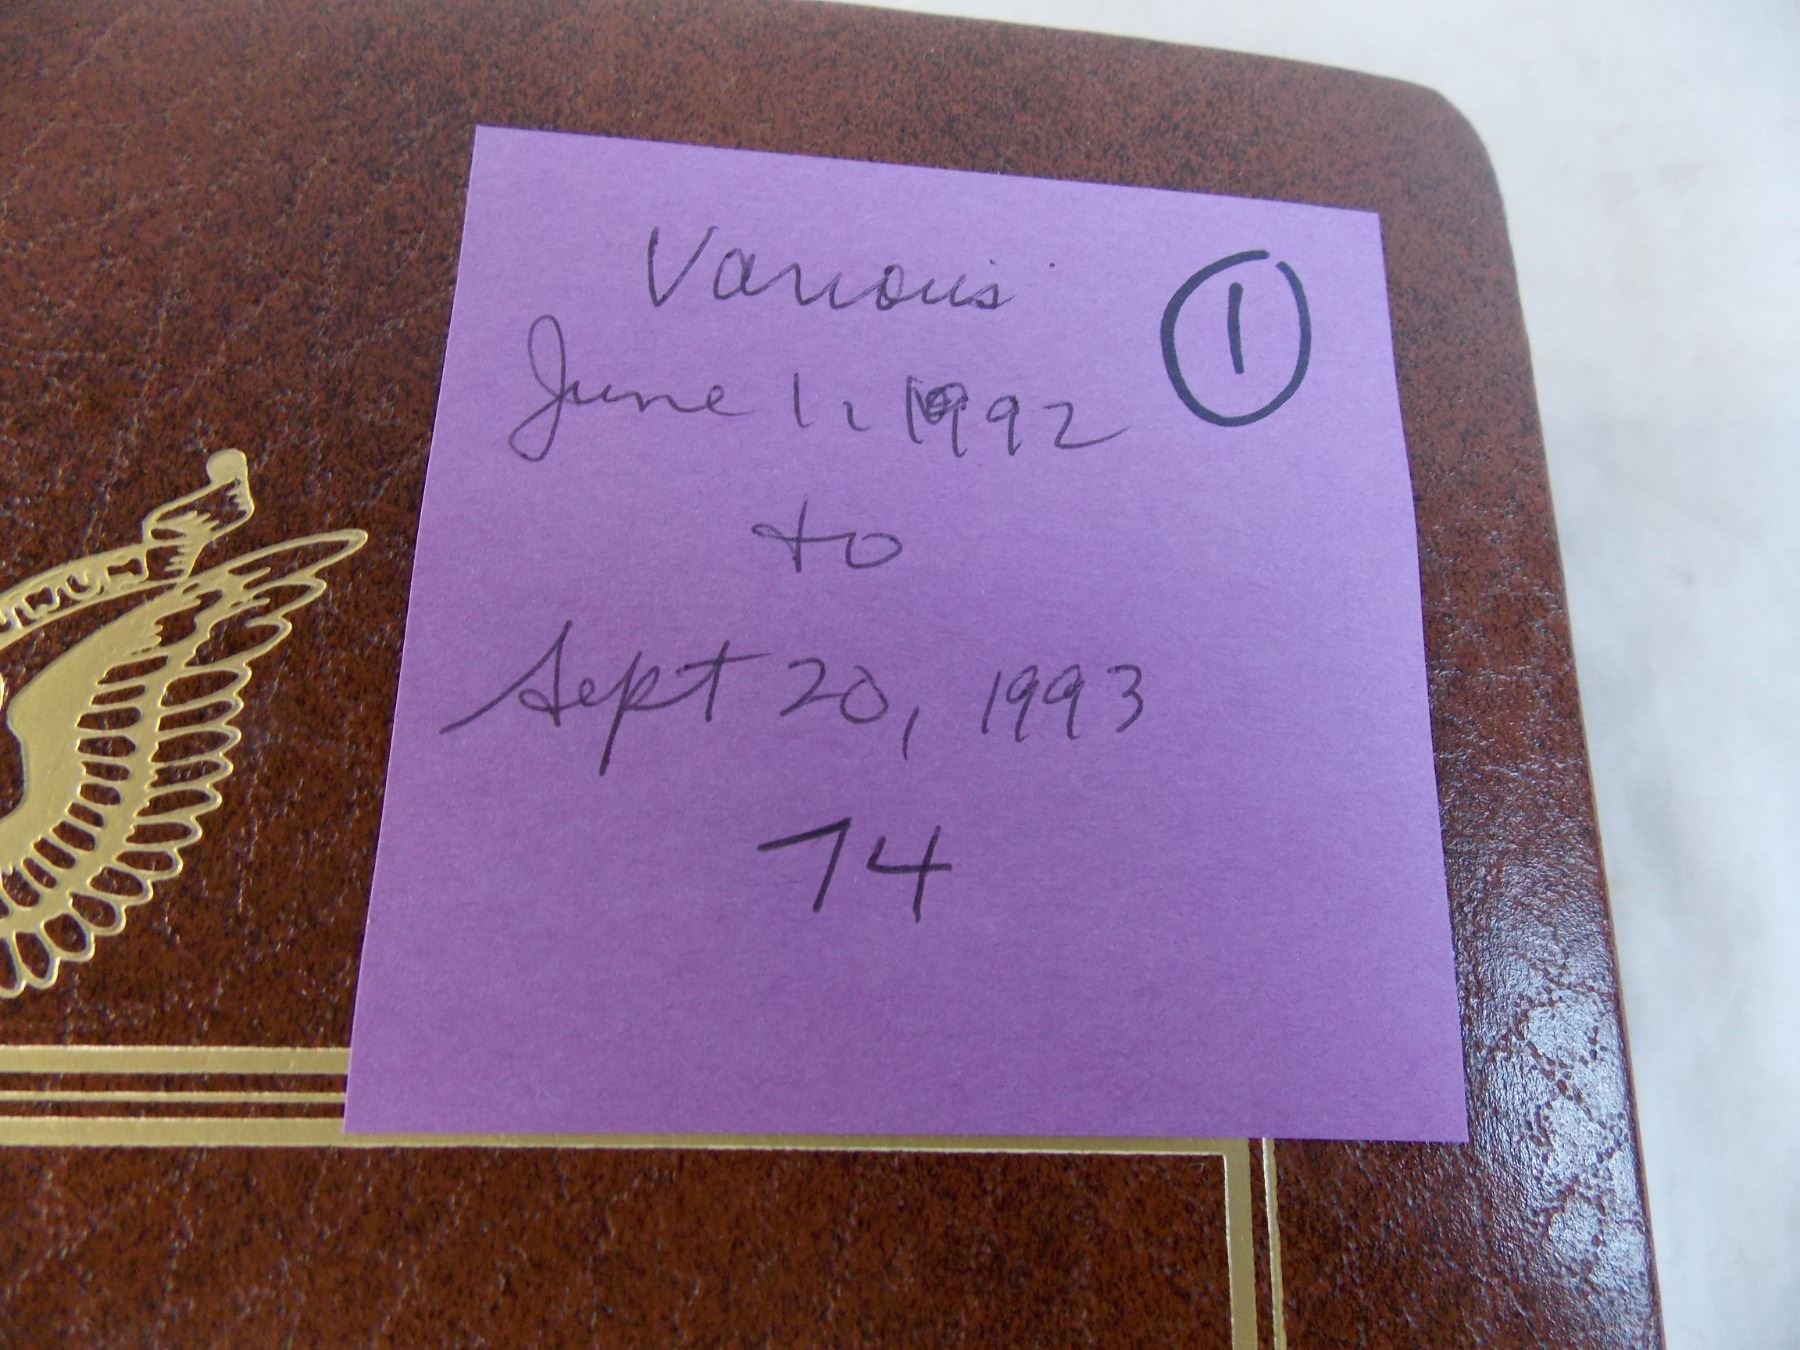 Various
1
June 1, 1992
to
Sept 20, 1993
74